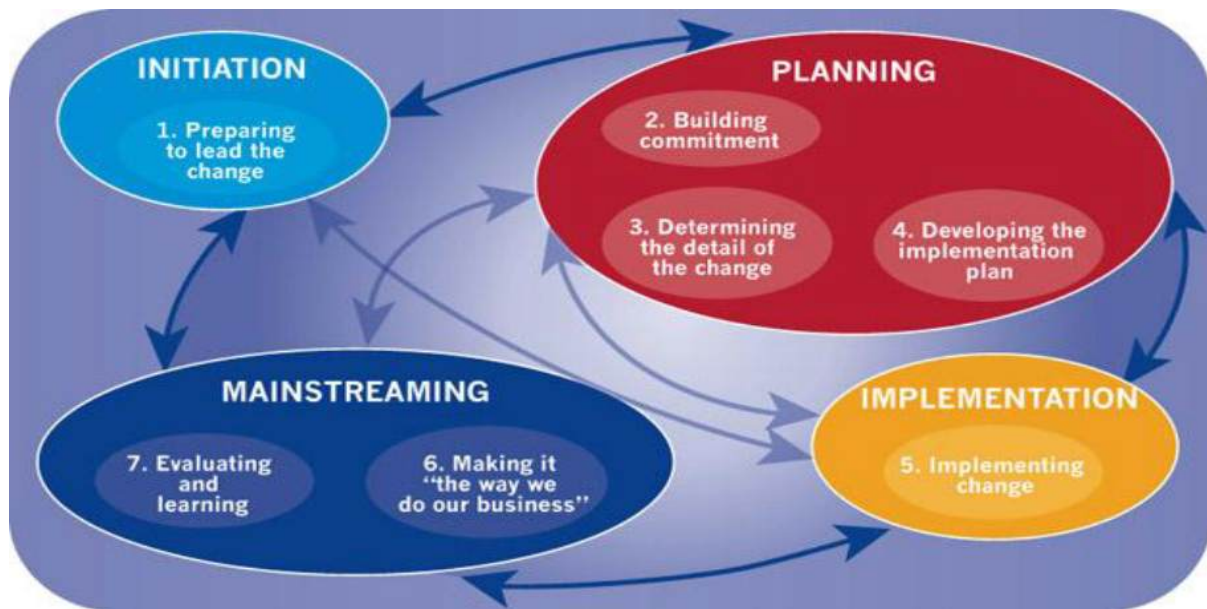 INITIATION
1. Preparing
to lead the
change
PLANNING
2. Building
commitment
3. Determining
the detail of
the change
4. Developing the
implementation
plan
MAINSTREAMING
7. Evaluating
and
learning
6. Making it
“the way we
do our business”
IMPLEMENTATION
5. Implementing
change